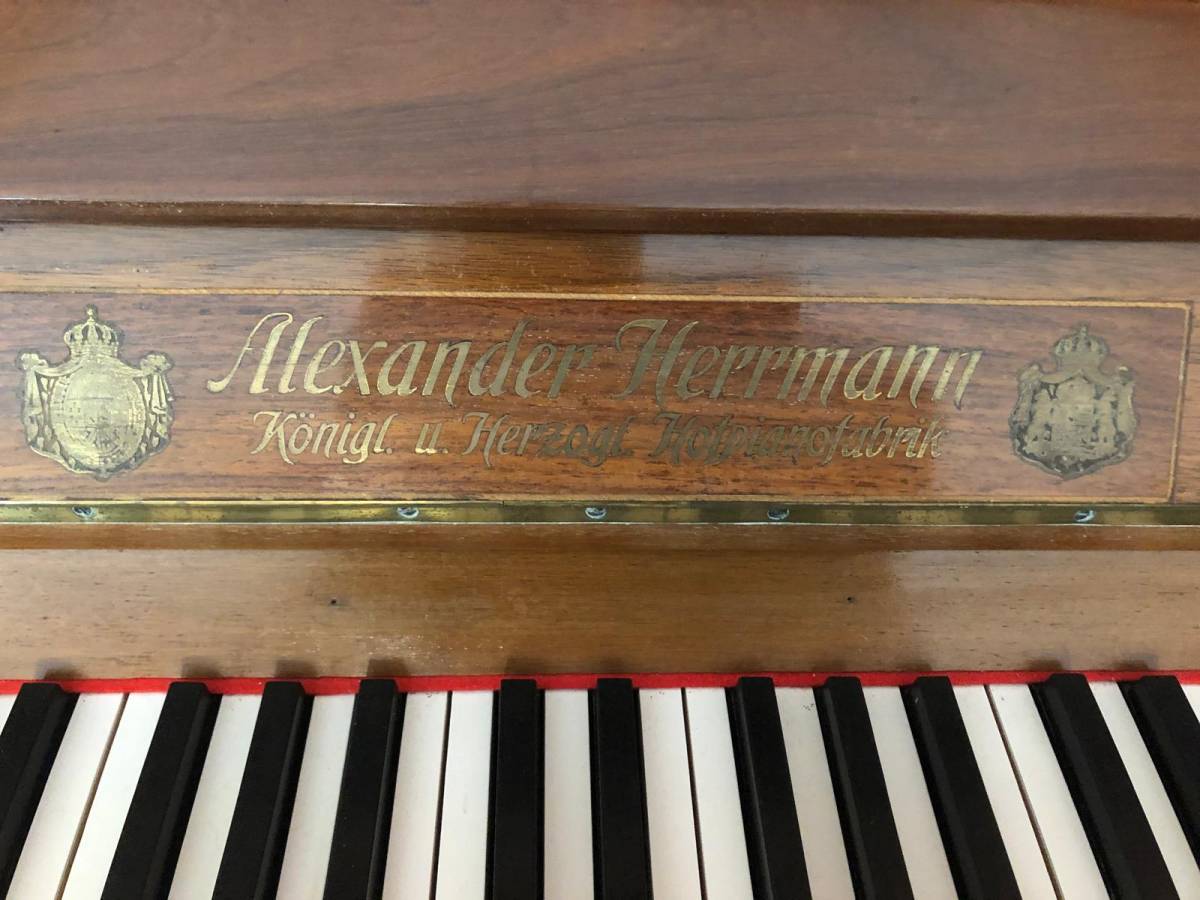 Alexander Herrmann
Königl. u. Herzogl. Hofpianofabrik